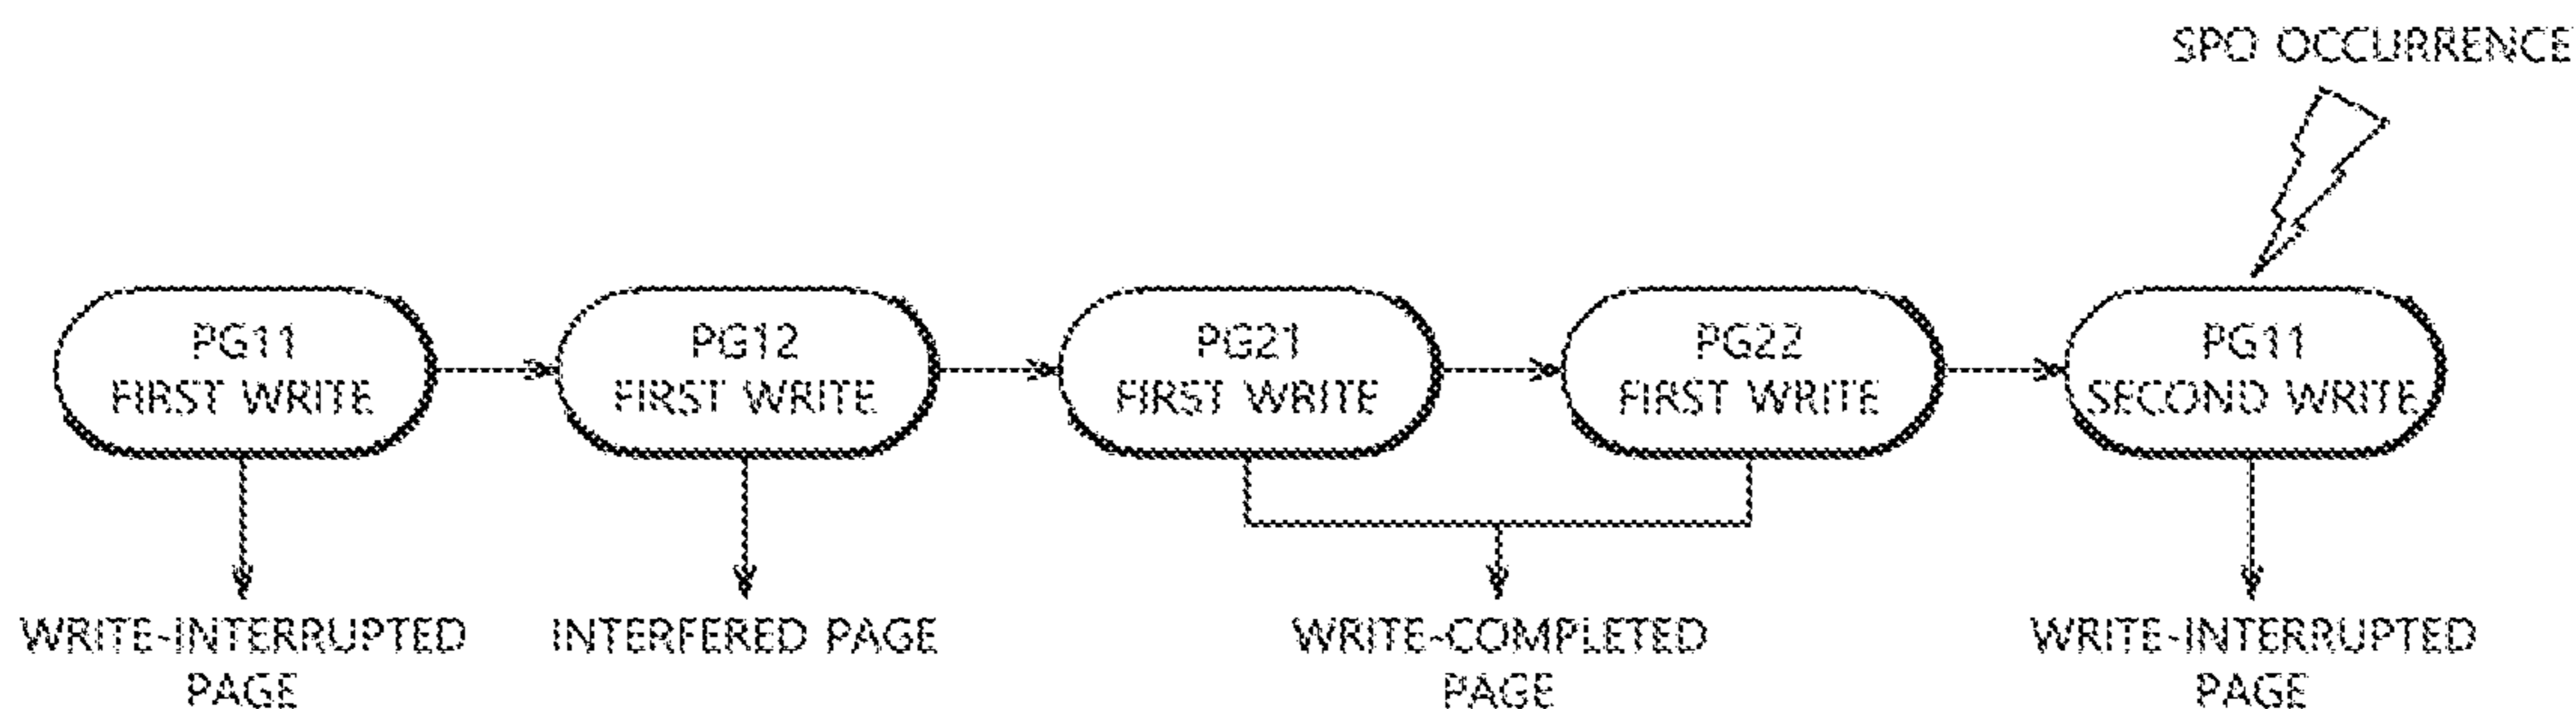 SPO OCCURRENCE
PG11
FIRST WRITE
PG12
FIRST WRITE
PG21
FIRST WRITE
PG22
FIRST WRITE
PG11
SECOND WRITE
WRITE-INTERRUPTED
PAGE
INTERFERED PAGE
WRITE-COMPLETED
PAGE
WRITE-INTERRUPTED
PAGE